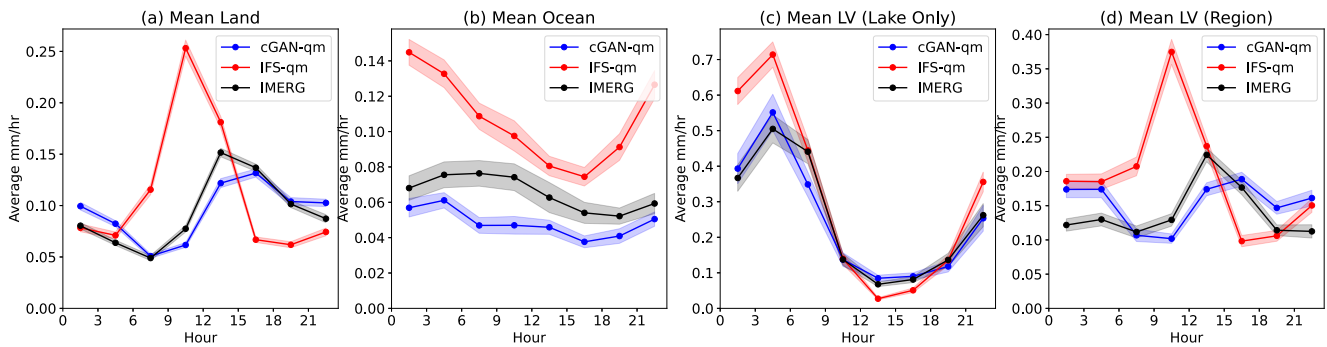 (a) Mean Land
Average mm/hr
0.25
0.20
0.15
0.10
0.05
0.00
cGAN-qm
IFS-qm
IMERG
0 3 6 9 12 15 18 21
Hour
(b) Mean Ocean
Average mm/hr
0.14
0.12
0.10
0.08
0.06
0.04
0.02
0.00
cGAN-qm
IFS-qm
IMERG
0 3 6 9 12 15 18 21
Hour
(c) Mean LV (Lake Only)
Average mm/hr
0.7
0.6
0.5
0.4
0.3
0.2
0.1
0.0
cGAN-qm
IFS-qm
IMERG
0 3 6 9 12 15 18 21
Hour
(d) Mean LV (Region)
Average mm/hr
0.40
0.35
0.30
0.25
0.20
0.15
0.10
0.05
0.00
cGAN-qm
IFS-qm
IMERG
0 3 6 9 12 15 18 21
Hour